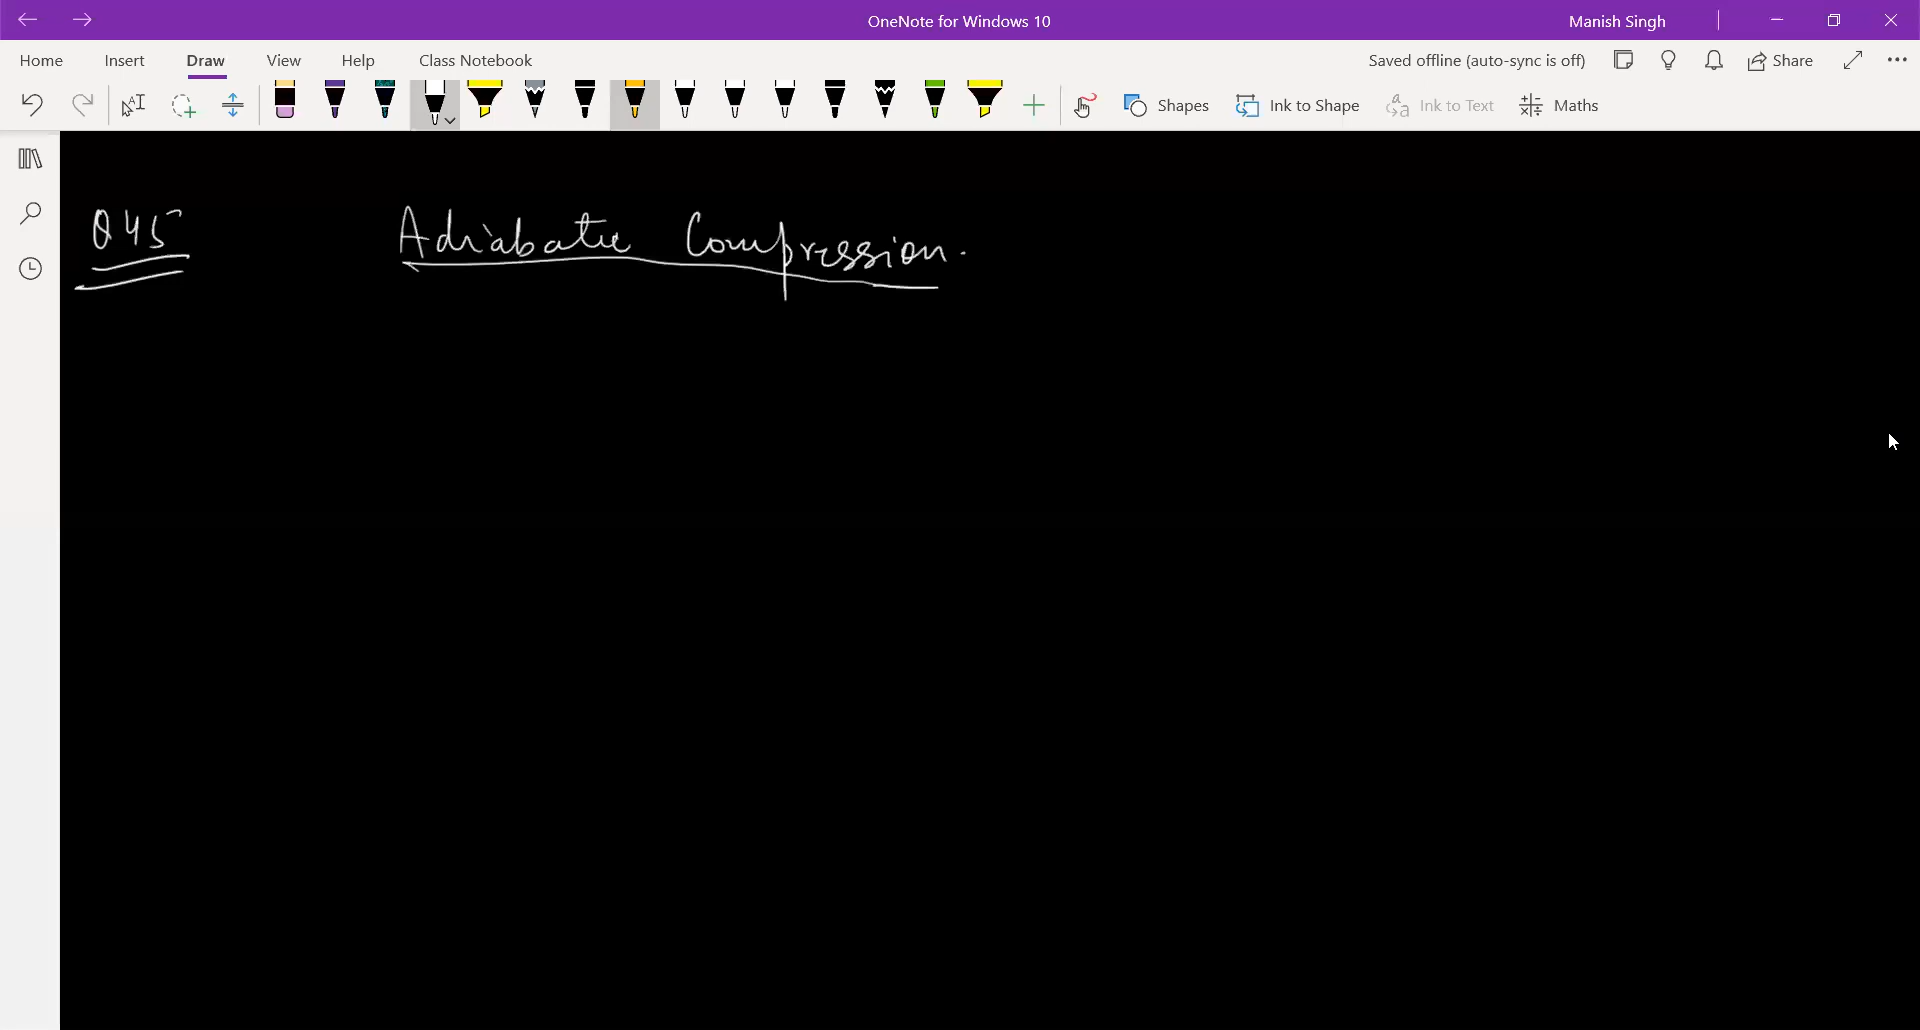 OneNote for Windows 10
Manish Singh
Home Insert Draw View Help Class Notebook
Saved offline (auto-sync is off) Share
Shapes Ink to Shape Ink to Text Maths
Q45 Adiabatic Compression.